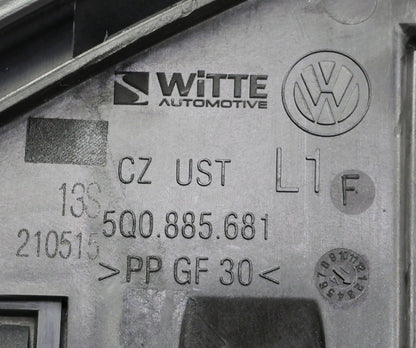 WiTTE
AUTOMOTIVE
CZ UST L1 F
13S
5Q0.885.681
210515
>PP GF 30<